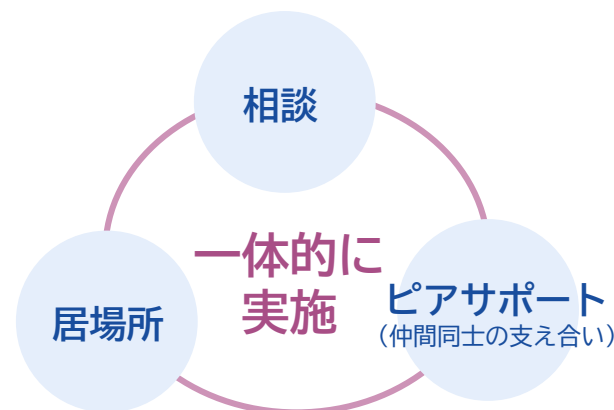 相談
一体的に
実施
居場所
ピアサポート
（仲間同士の支え合い）